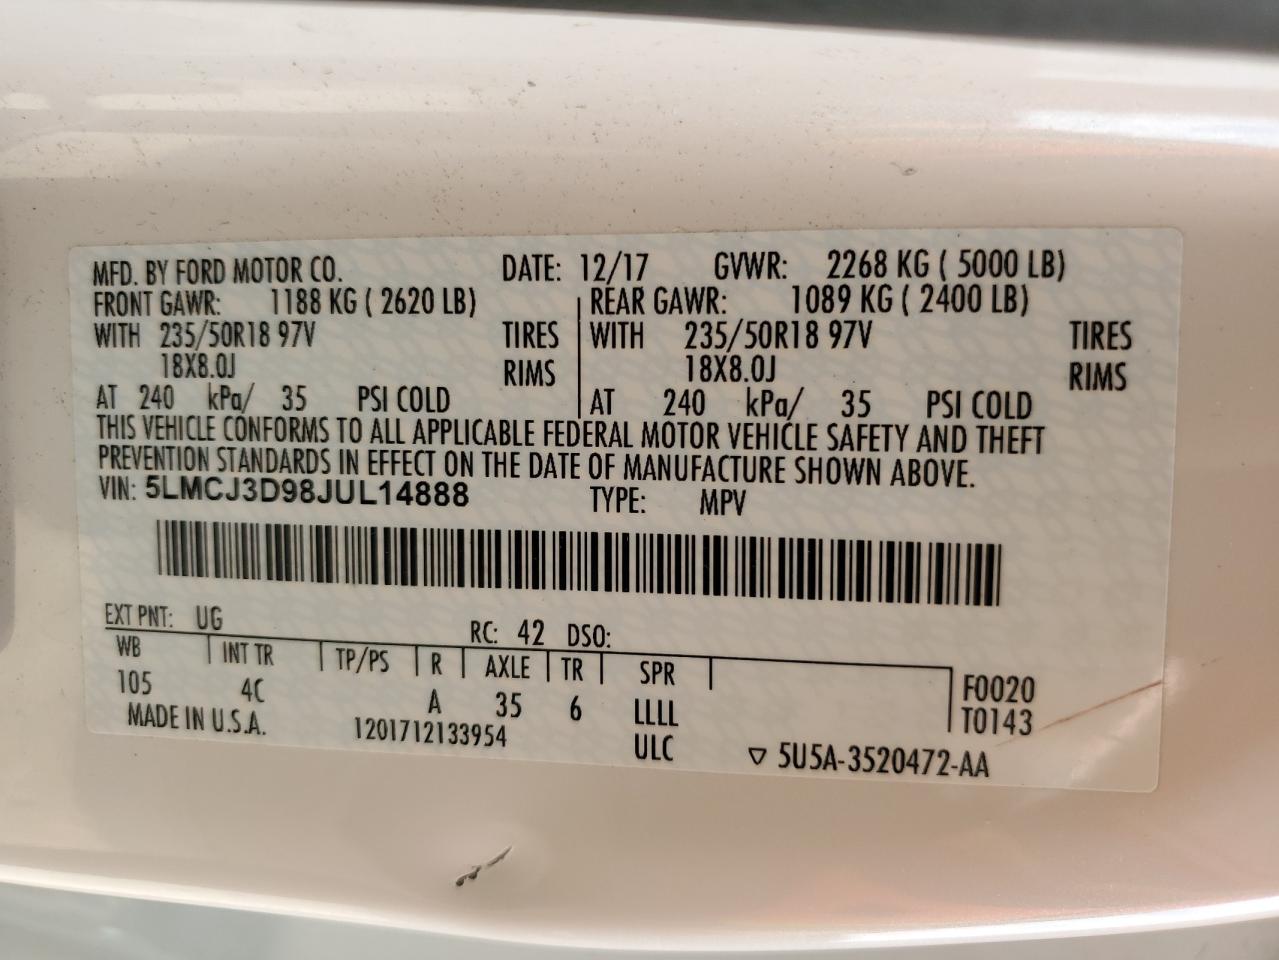 MFD. BY FORD MOTOR CO. DATE: 12/17 GVWR: 2268 KG ( 5000 LB)
FRONT GAWR: 1188 KG ( 2620 LB) REAR GAWR: 1089 KG ( 2400 LB)
WITH 235/50R18 97V TIRES WITH 235/50R18 97V TIRES
18X8.0J RIMS 18X8.0J RIMS
AT 240 kPa/ 35 PSI COLD AT 240 kPa/ 35 PSI COLD
THIS VEHICLE CONFORMS TO ALL APPLICABLE FEDERAL MOTOR VEHICLE SAFETY AND THEFT
PREVENTION STANDARDS IN EFFECT ON THE DATE OF MANUFACTURE SHOWN ABOVE.
VIN: 5LMCJ3D98JUL14888 TYPE: MPV
EXT PNT: UG RC: 42 DSO:
WB INT TR TP/PS R AXLE TR SPR
105 4C A 35 6 LLLL F0020
MADE IN U.S.A. 1201712133954 ULC T0143
▽ 5U5A-3520472-AA